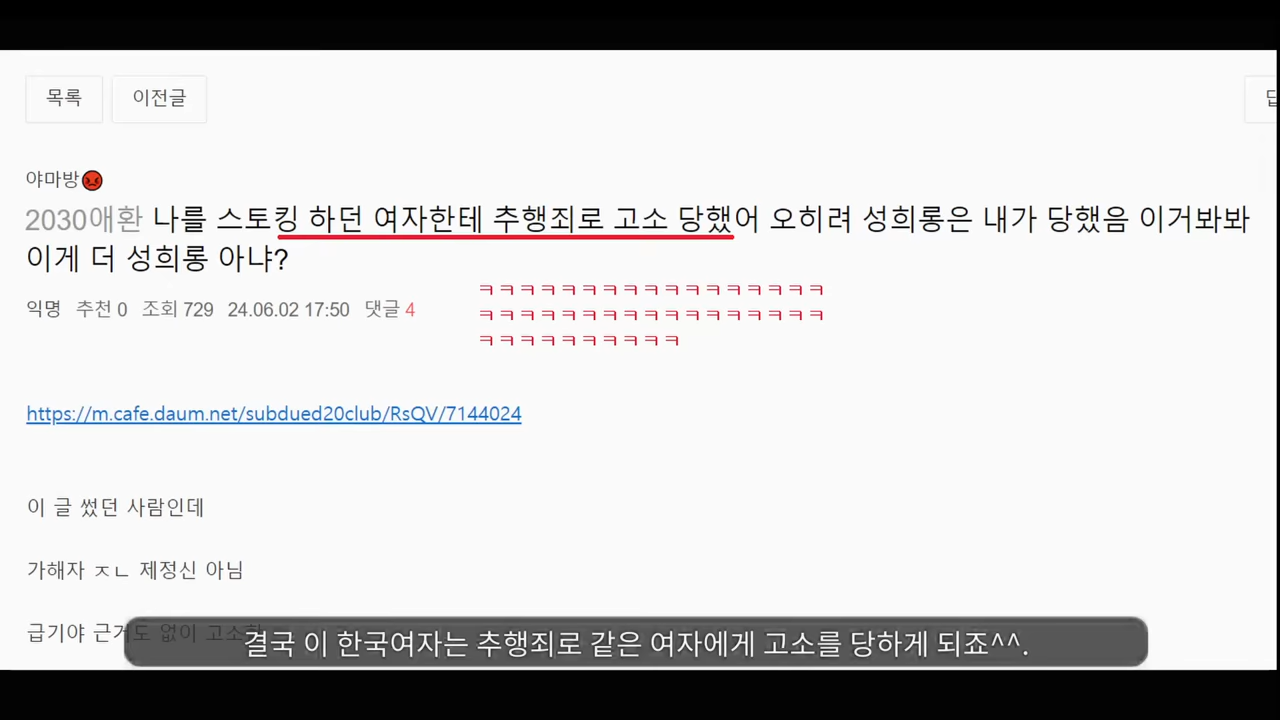 목록 이전글
야마방
2030애환 나를 스토킹 하던 여자한테 추행죄로 고소 당했어 오히려 성희롱은 내가 당했음 이거봐봐
이게 더 성희롱 아냐?
익명 추천 0 조회 729 24.06.02 17:50 댓글 4
ㅋㅋㅋㅋㅋㅋㅋㅋㅋㅋㅋㅋㅋㅋㅋㅋㅋ
ㅋㅋㅋㅋㅋㅋㅋㅋㅋㅋㅋㅋㅋㅋㅋㅋㅋ
ㅋㅋㅋㅋㅋㅋㅋㅋㅋㅋ
https://m.cafe.daum.net/subdued20club/RsQV/7144024
이 글 썼던 사람인데
가해자 ㅈㄴ 제정신 아님
급기야 근거도 없이 고소함
결국 이 한국여자는 추행죄로 같은 여자에게 고소를 당하게 되죠^^.